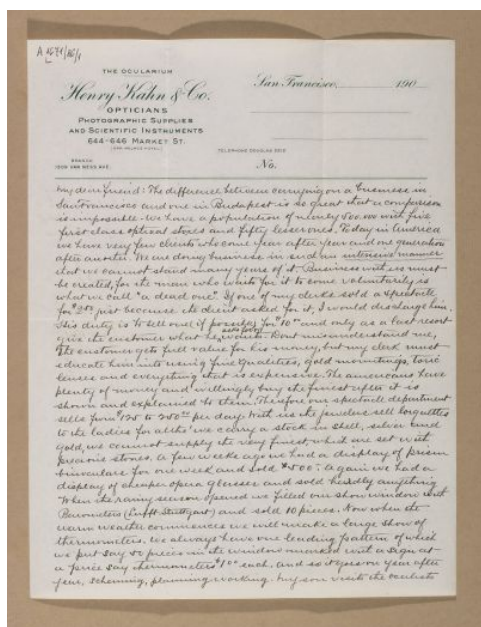 A 1671/86/1
THE OCULARIUM
Henry Kahn & Co.
OPTICIANS
PHOTOGRAPHIC SUPPLIES
AND SCIENTIFIC INSTRUMENTS
644-646 MARKET ST.
San Francisco, 190
TELEPHONE DOUGLAS
No.
BRANCH
VAN NESS AVE.
My dear friend: The difference between carrying on a business in
San Francisco and one in Budapest is so great that a comparison
is impossible. We have a population of nearly 500.000 with five
first class optical stores and fifty lesser ones. Today in America
we have very few clients who come year after year and one generation
after another. We are doing business in such an intensive manner
that we cannot stand many years of it. Business with us must
be created, for the man who waits for it to come voluntarily is
what we call "a dead one". If one of my clerks sold a spectacle
for $2.50 just because the client asked for it, I would discharge him.
His duty is to sell one if possible for $10 and only as a last resort
give the customer what he wants. Dont misunderstand me,
the customer gets full value for his money, but my clerk must
educate him into using fine qualities, gold mountings, toric
lenses and everything that is expensive. The americans have
plenty of money and willingly buy the finest after it is
shown and explained to them. Therefore our spectacle department
sells from $125 to 200 per day. With us the jewelers sell lorgnettes
to the ladies for altho' we carry a stock in shell, silver and
gold, we cannot supply the very finest, which are set with
precious stones. A few weeks ago we had a display of prism
binoculars for one week and sold $500. Again we had a
display of cheaper opera glasses and sold hardly anything
When the rainy season opened we filled our show window with
Barometers (Lufft Stuttgart) and sold 10 pieces. Now when the
warm weather commences we will make a large show of
thermometers. We always have one leading pattern of which
we put say 50 pieces in the window marked with a sign at
a price say thermometers $1.00 each, and so it goes on year after
year, scheming, planning working. My son visits the oculists